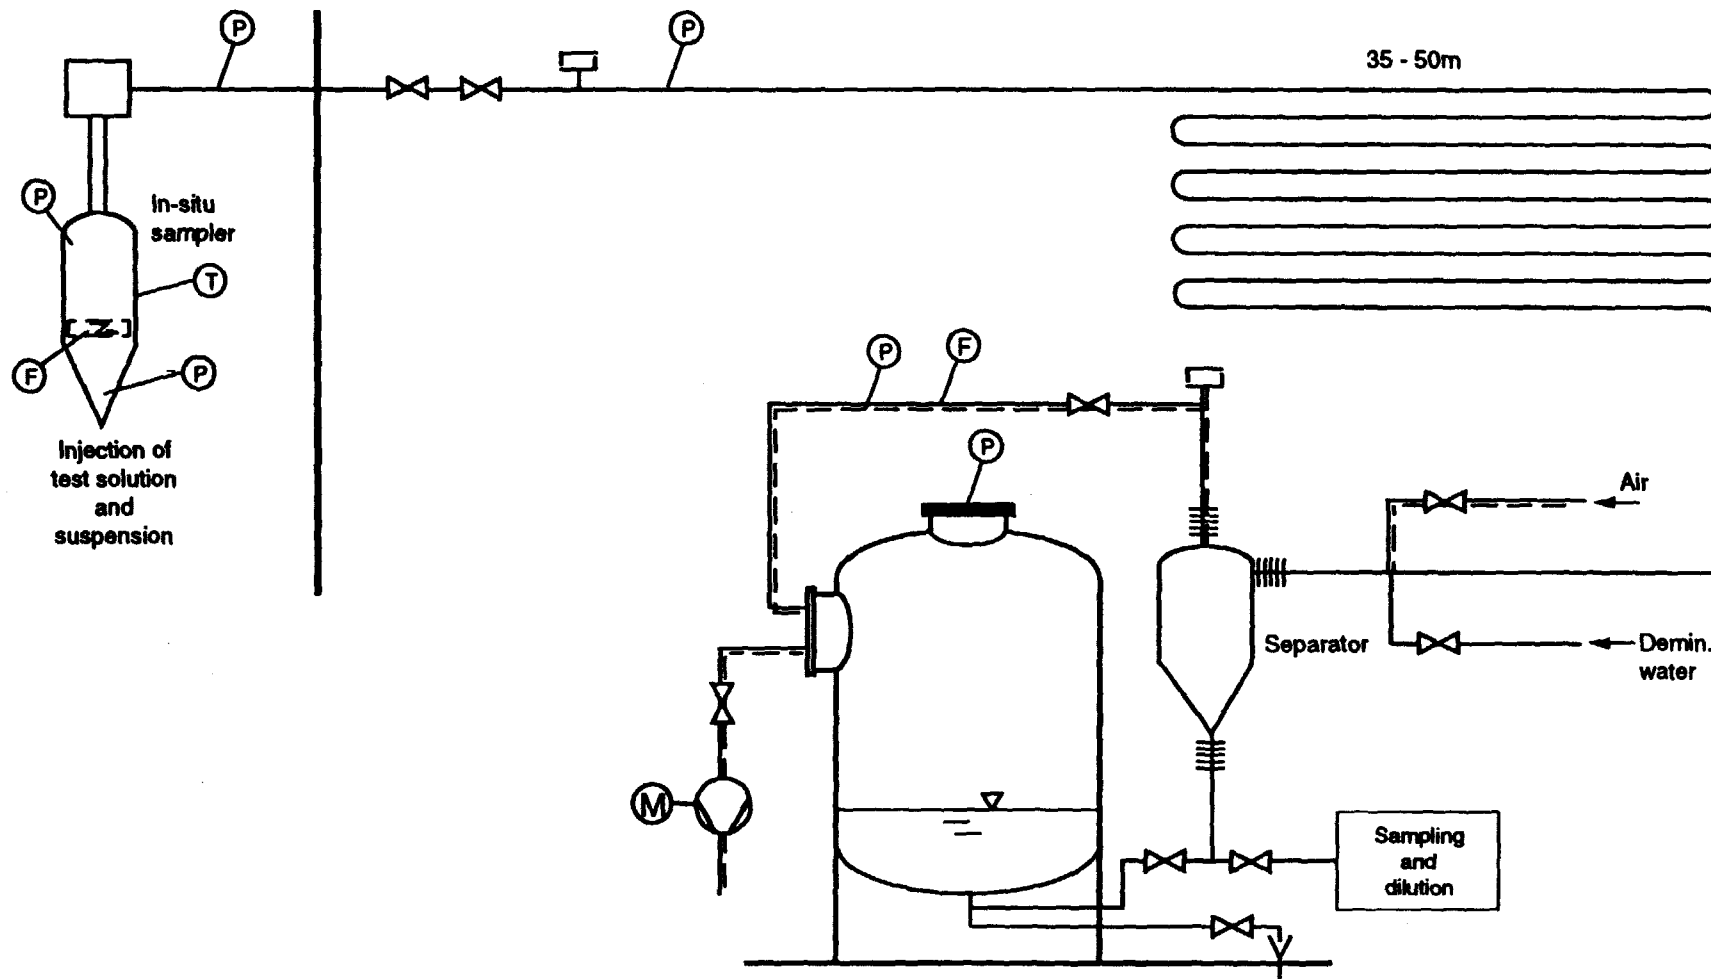 P
P
35 - 50m
P
In-situ
sampler
T
F
P
Injection of
test solution
and
suspension
P
F
P
Air
Separator
Demin.
water
M
Sampling
and
dilution